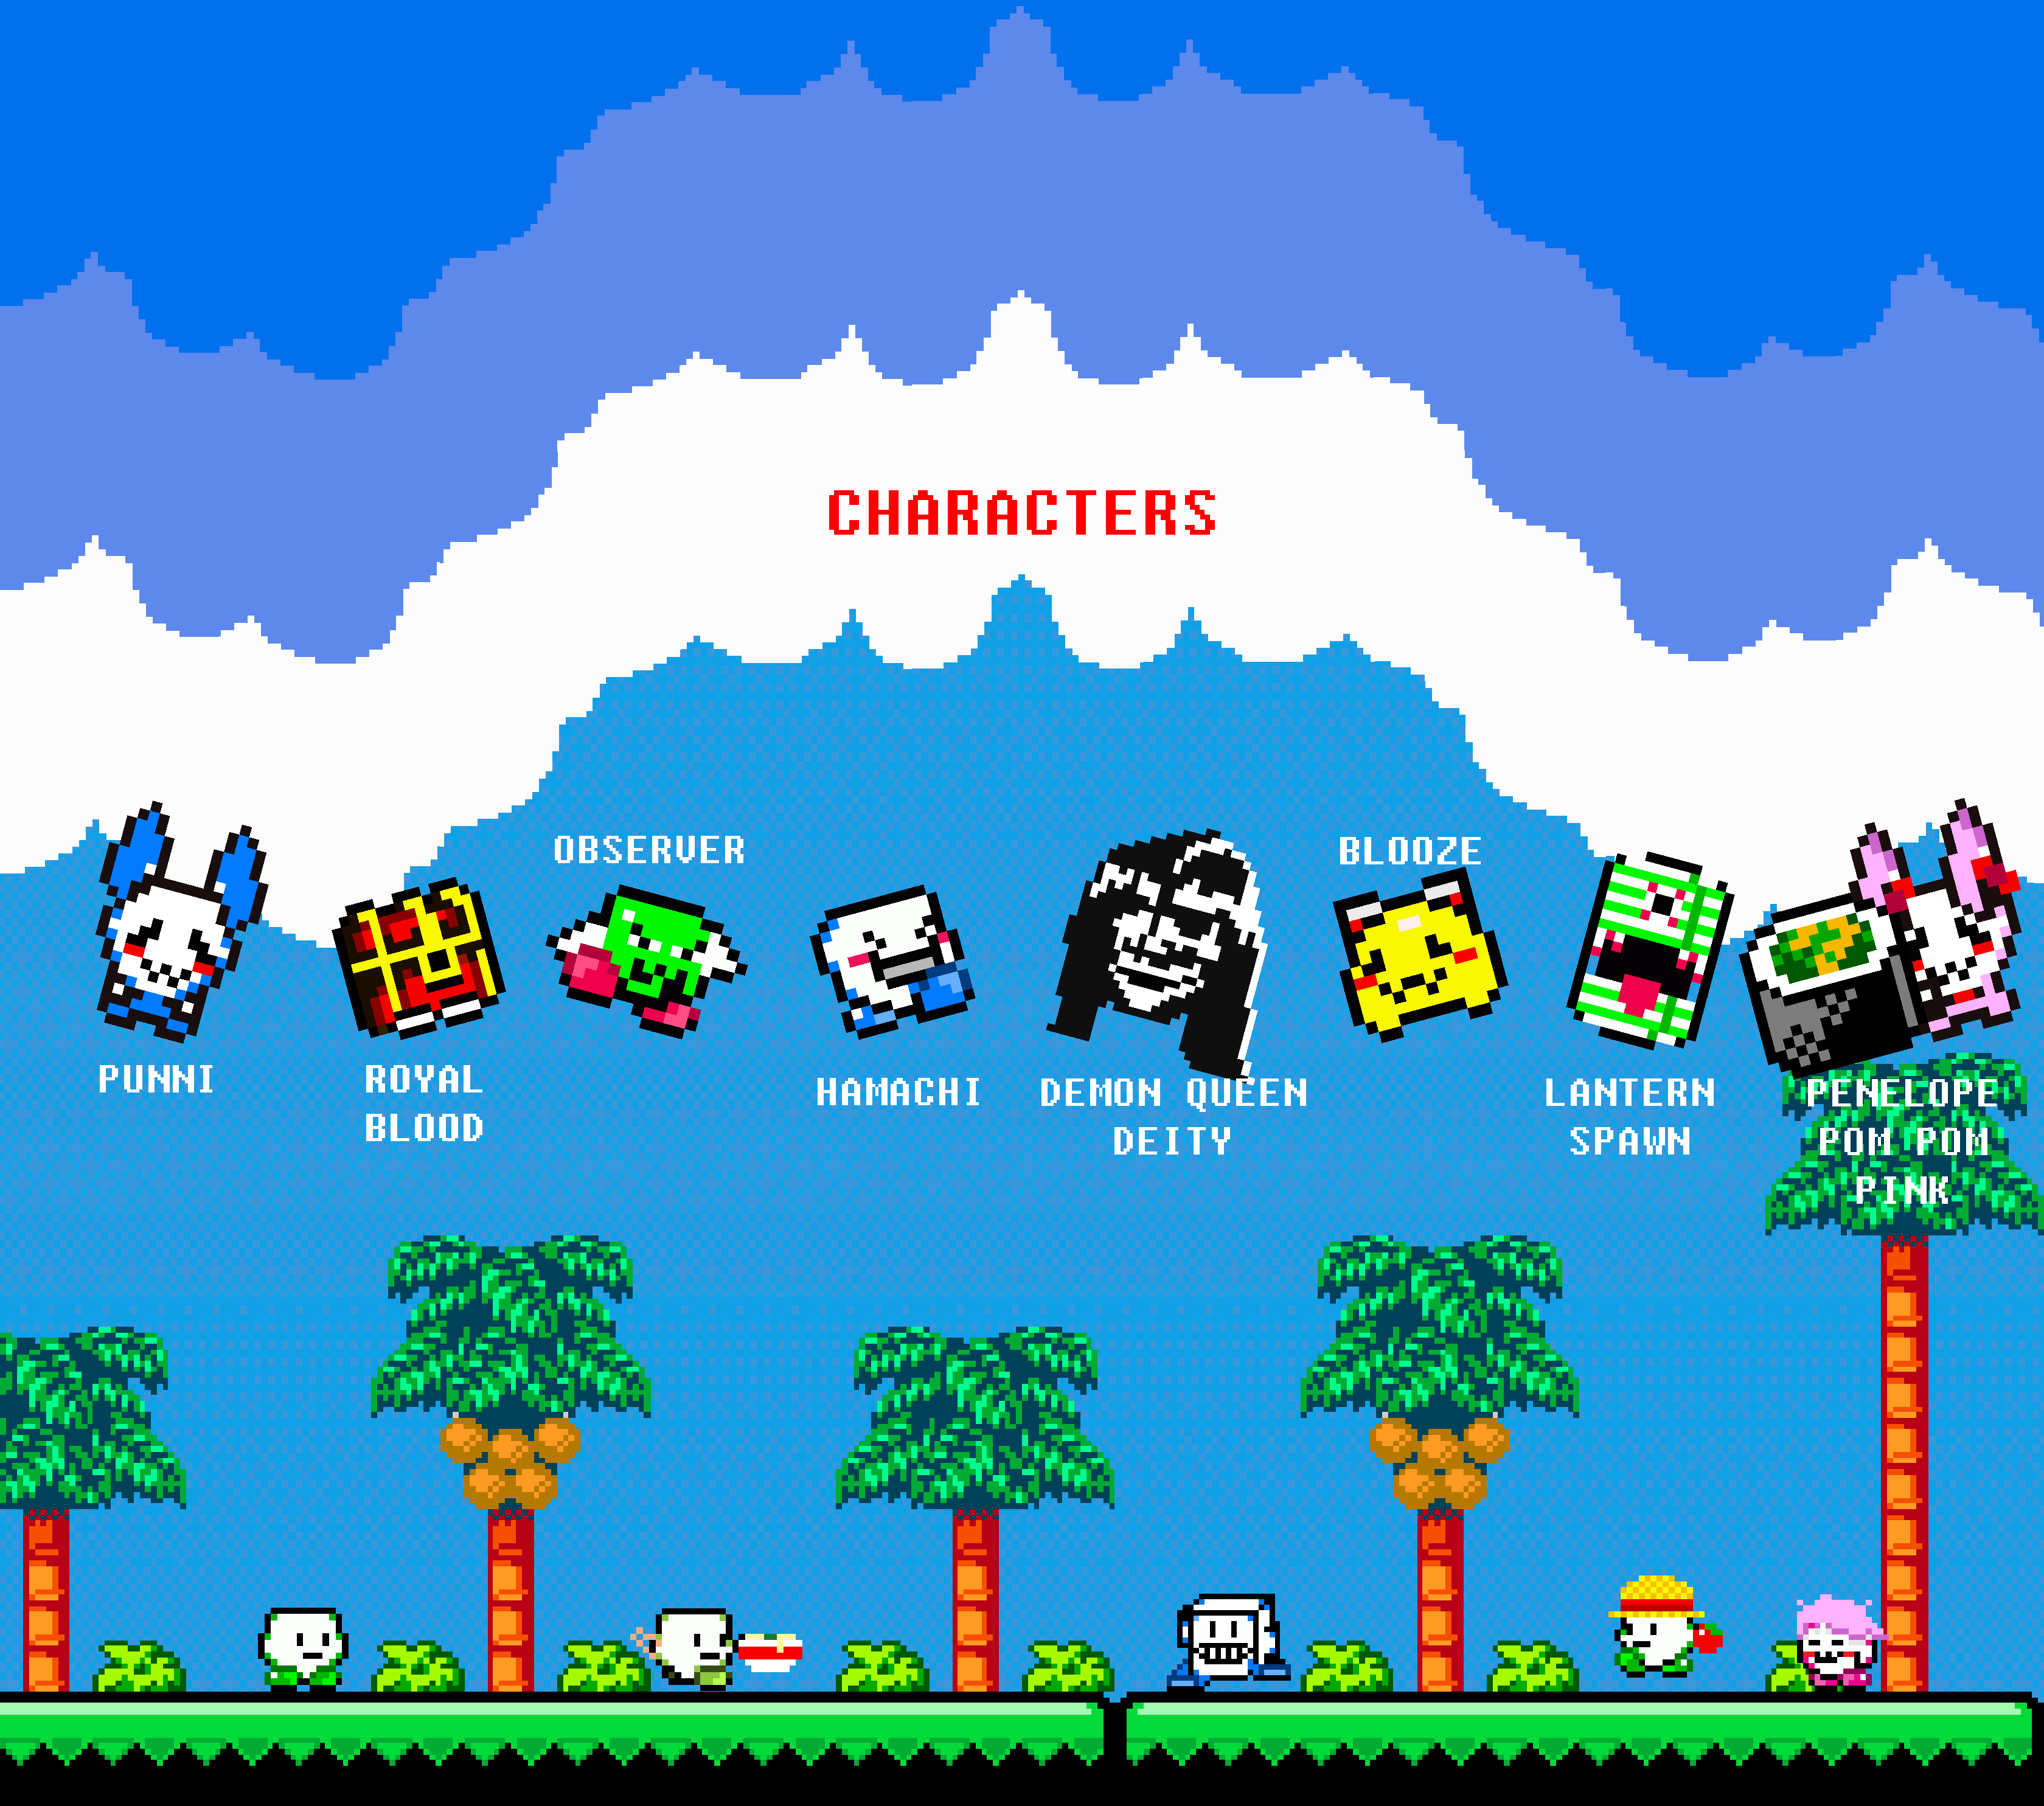 CHARACTERS
OBSERVER
BLOOZE
PUNNI
ROYAL
BLOOD
HAMACHI
DEMON QUEEN
DEITY
LANTERN
SPAWN
PENELOPE
POM POM
PINK